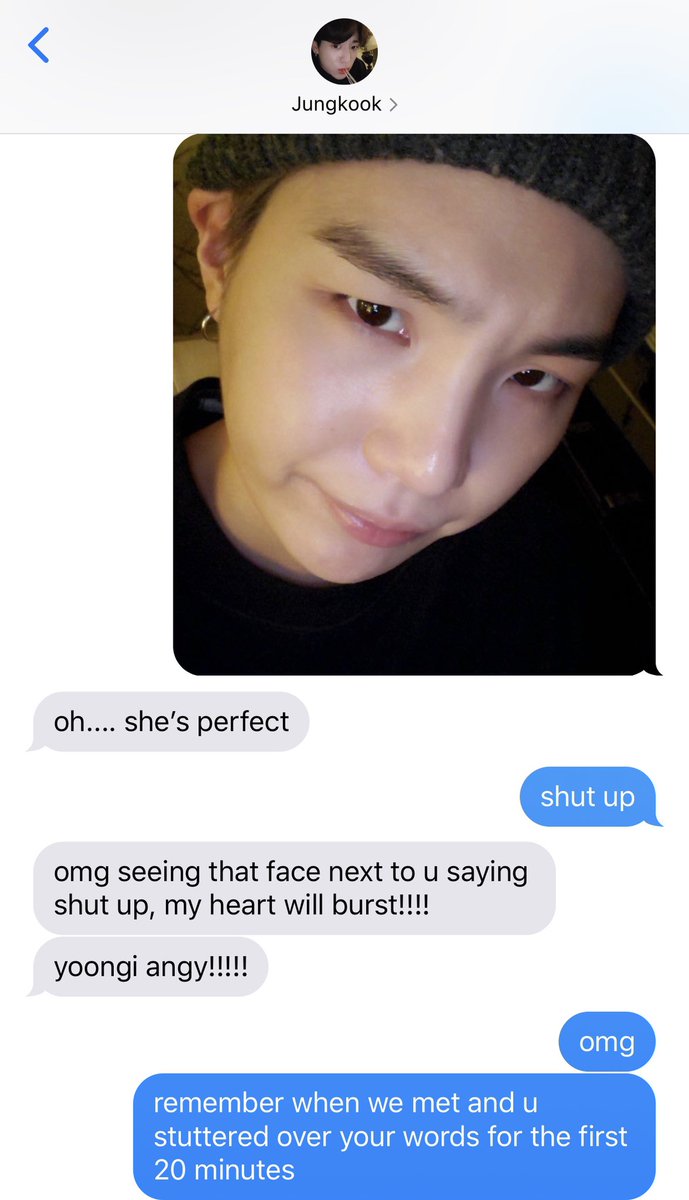 Jungkook
oh.... she’s perfect
shut up
omg seeing that face next to u saying
shut up, my heart will burst!!!!
yoongi angy!!!!!
omg
remember when we met and u
stuttered over your words for the first
20 minutes